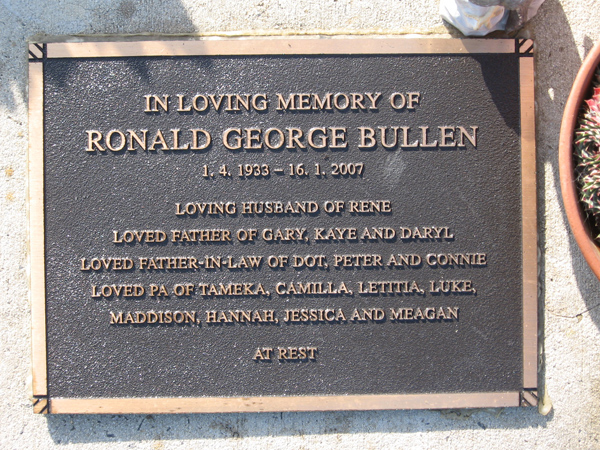 IN LOVING MEMORY OF
RONALD GEORGE BULLEN
1. 4. 1933 – 16. 1. 2007
LOVING HUSBAND OF RENE
LOVED FATHER OF GARY, KAYE AND DARYL
LOVED FATHER-IN-LAW OF DOT, PETER AND CONNIE
LOVED PA OF TAMEKA, CAMILLA, LETITIA, LUKE,
MADDISON, HANNAH, JESSICA AND MEAGAN
AT REST